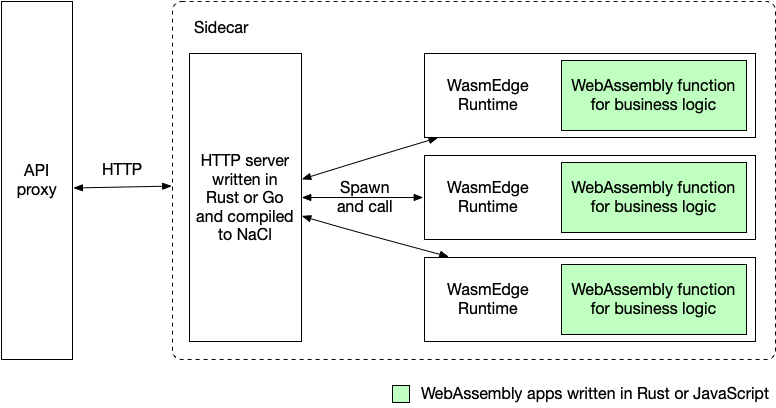 Sidecar
API
proxy
HTTP
HTTP server
written in
Rust or Go
and compiled
to NaCl
Spawn
and call
WasmEdge
Runtime
WebAssembly function
for business logic
WasmEdge
Runtime
WebAssembly function
for business logic
WasmEdge
Runtime
WebAssembly function
for business logic
WebAssembly apps written in Rust or JavaScript